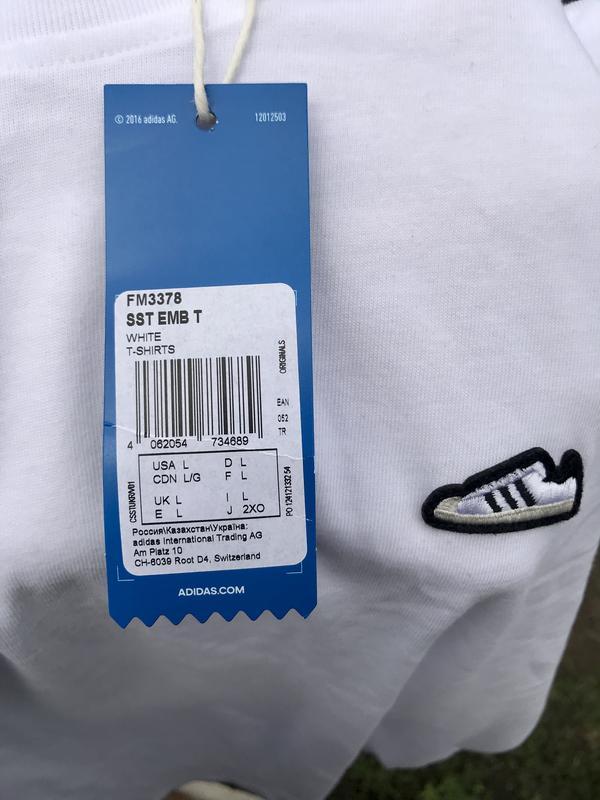 © 2016 adidas AG. 12012503
FM3378
SST EMB T
WHITE
T-SHIRTS
ORIGINALS
EAN
052
TR
4 062054 734689
USA L D L
CDN L/G F L
UK L I L
E L J 2XO
CSSTUKRV01
PO 1241213254
Россия\Казахстан\Україна:
adidas International Trading AG
Am Platz 10
CH-6039 Root D4, Switzerland
ADIDAS.COM